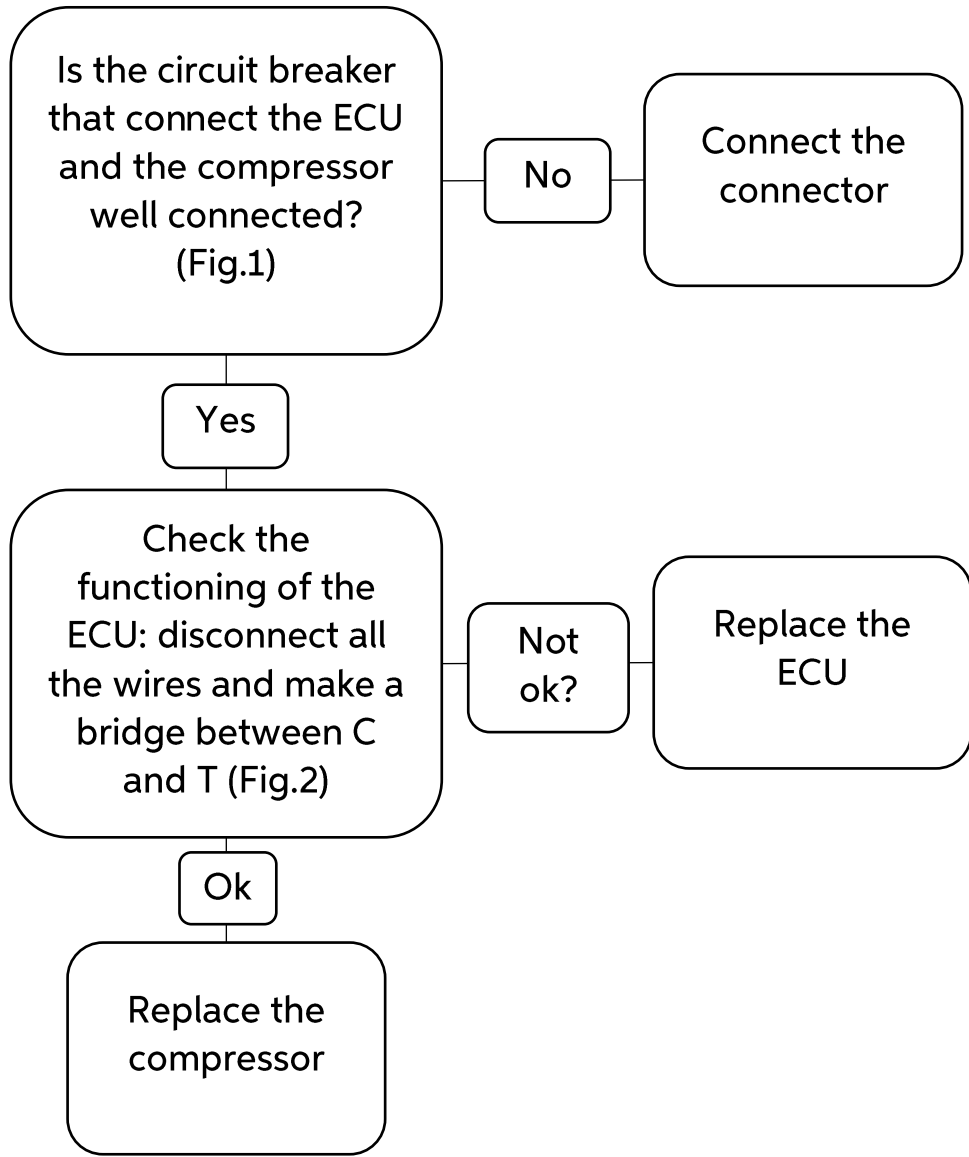 Is the circuit breaker
that connect the ECU
and the compressor
well connected?
(Fig.1)
No
Connect the
connector
Yes
Check the
functioning of the
ECU: disconnect all
the wires and make a
bridge between C
and T (Fig.2)
Not
ok?
Replace the
ECU
Ok
Replace the
compressor